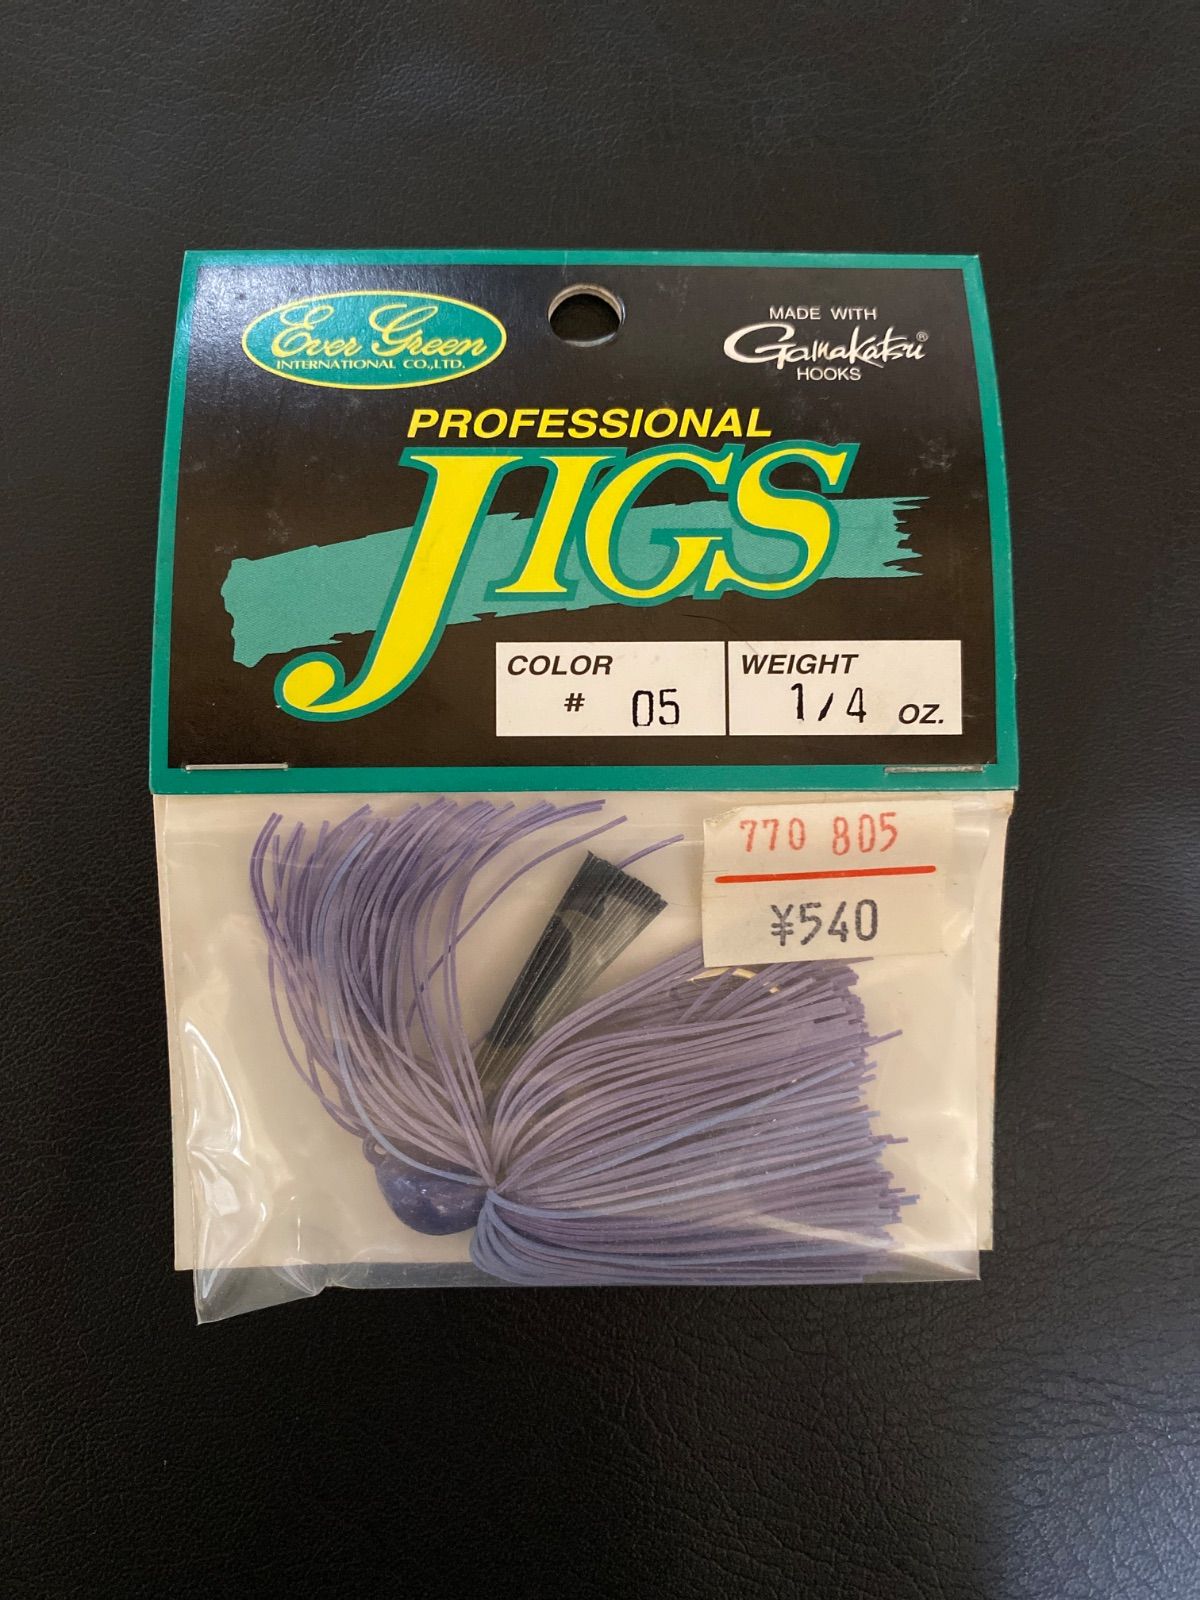 Ever Green
INTERNATIONAL CO.,LTD.
MADE WITH
Gamakatsu®
HOOKS
PROFESSIONAL
JIGS
COLOR
# 05
WEIGHT
1/4 OZ.
770 805
¥540